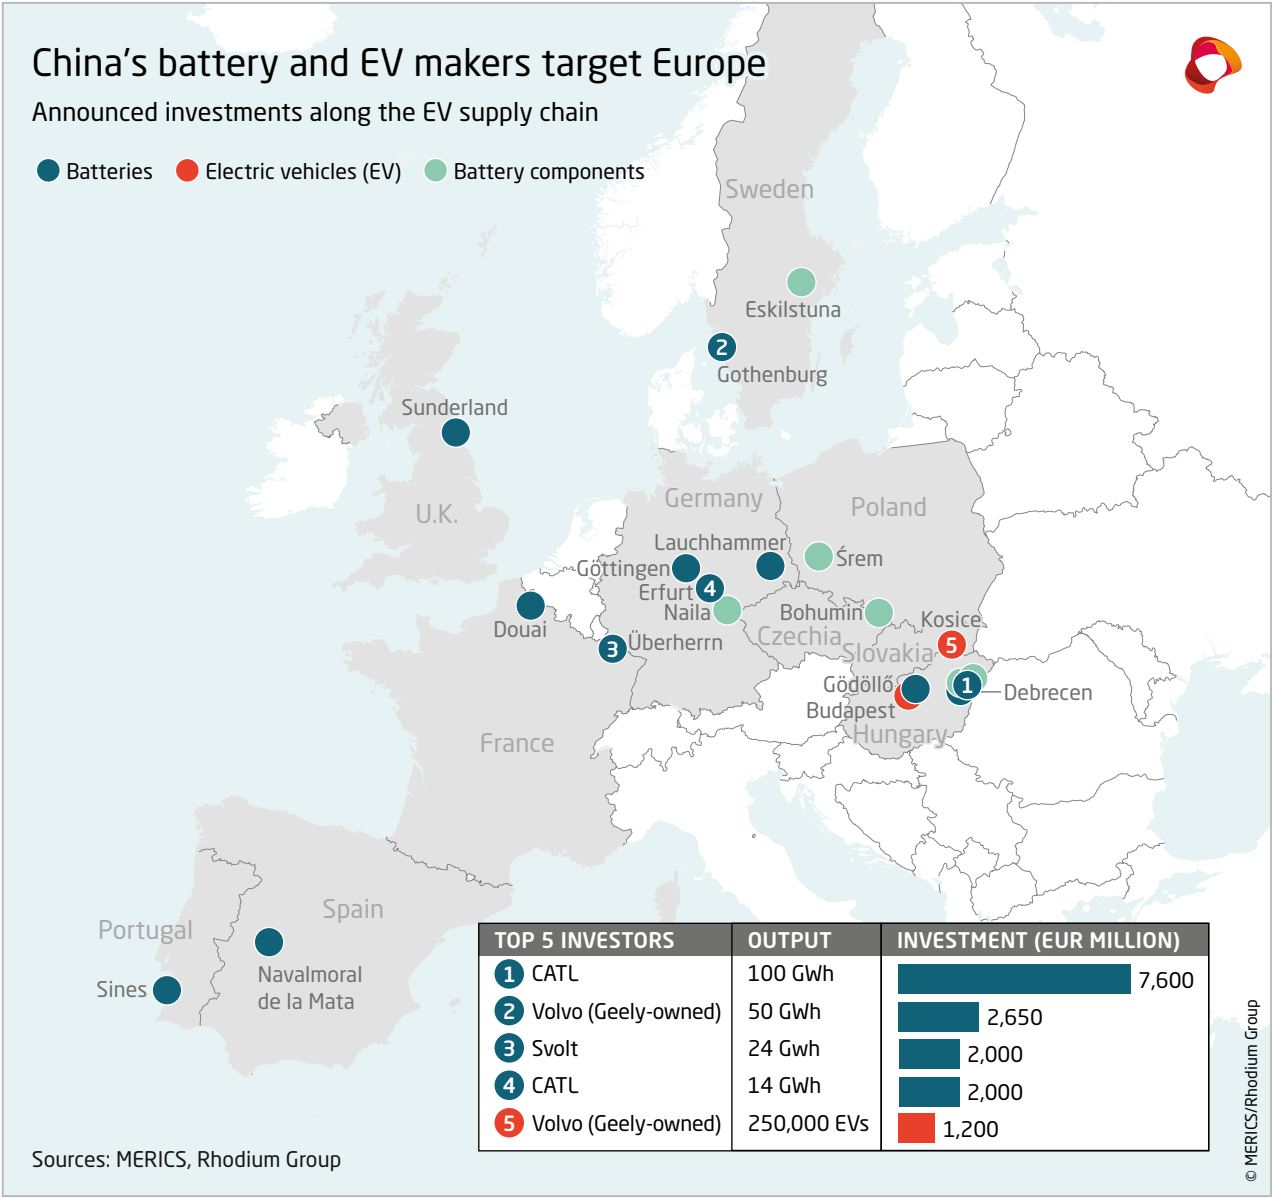 China's battery and EV makers target Europe
Announced investments along the EV supply chain
Batteries
Electric vehicles (EV)
Battery components
Sweden
Eskilstuna
2
Gothenburg
Sunderland
U.K.
Germany
Poland
Lauchhammer
Göttingen
Śrem
Erfurt
4
Naila
Bohumin
Kosice
Douai
Czechia
3
Überherrn
5
Slovakia
Gödöllő
1
Debrecen
Budapest
Hungary
France
Spain
Portugal
Navalmoral
de la Mata
Sines
TOP 5 INVESTORS OUTPUT INVESTMENT (EUR MILLION)
1 CATL 100 GWh 7,600
2 Volvo (Geely-owned) 50 GWh 2,650
3 Svolt 24 Gwh 2,000
4 CATL 14 GWh 2,000
5 Volvo (Geely-owned) 250,000 EVs 1,200
Sources: MERICS, Rhodium Group
© MERICS/Rhodium Group